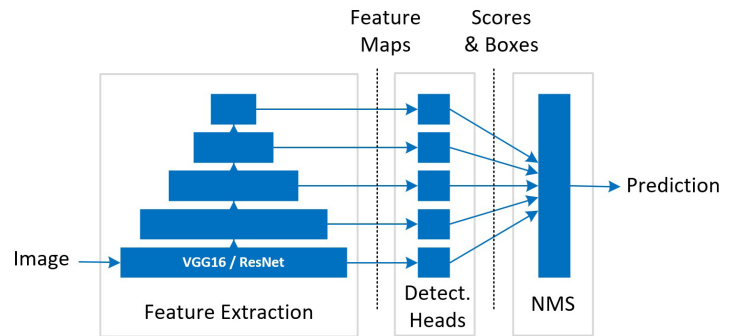 Feature
Maps
Scores
& Boxes
Image
VGG16 / ResNet
Prediction
Feature Extraction
Detect.
Heads
NMS